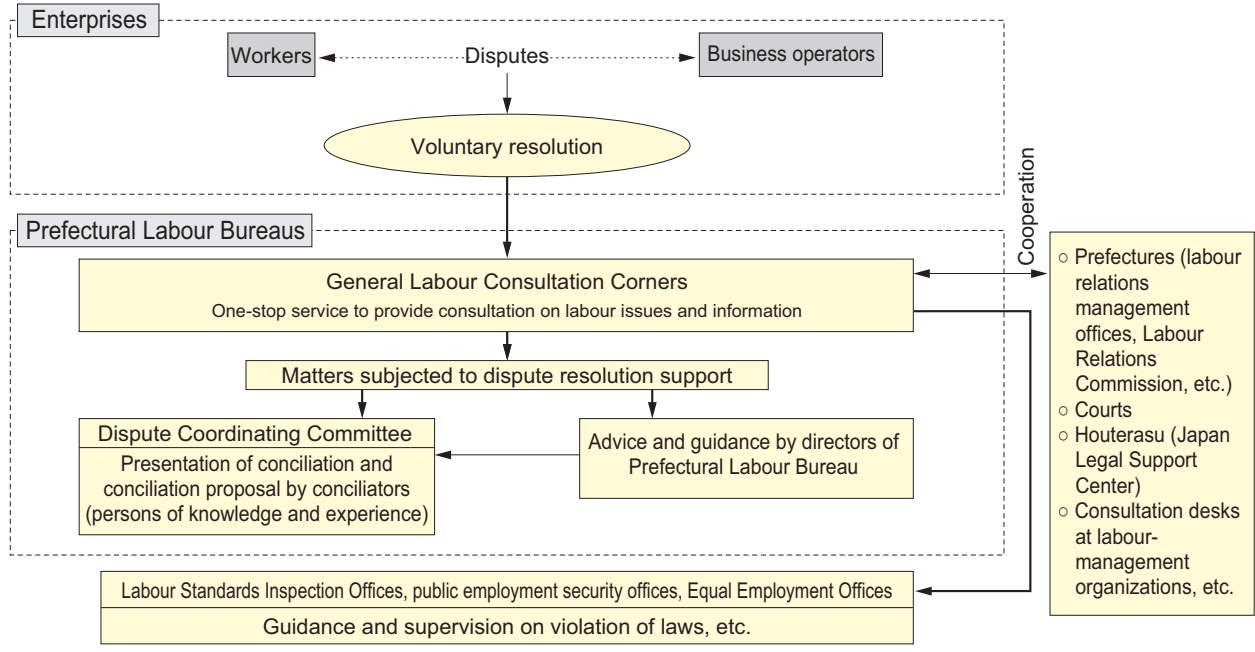 Enterprises
Workers
Disputes
Business operators
Voluntary resolution
Cooperation
Prefectural Labour Bureaus
General Labour Consultation Corners
One-stop service to provide consultation on labour issues and information
Matters subjected to dispute resolution support
Dispute Coordinating Committee
Presentation of conciliation and
conciliation proposal by conciliators
(persons of knowledge and experience)
Advice and guidance by directors of
Prefectural Labour Bureau
○ Prefectures (labour
relations
management
offices, Labour
Relations
Commission, etc.)
○ Courts
○ Houterasu (Japan
Legal Support
Center)
○ Consultation desks
at labour-
management
organizations, etc.
Labour Standards Inspection Offices, public employment security offices, Equal Employment Offices
Guidance and supervision on violation of laws, etc.